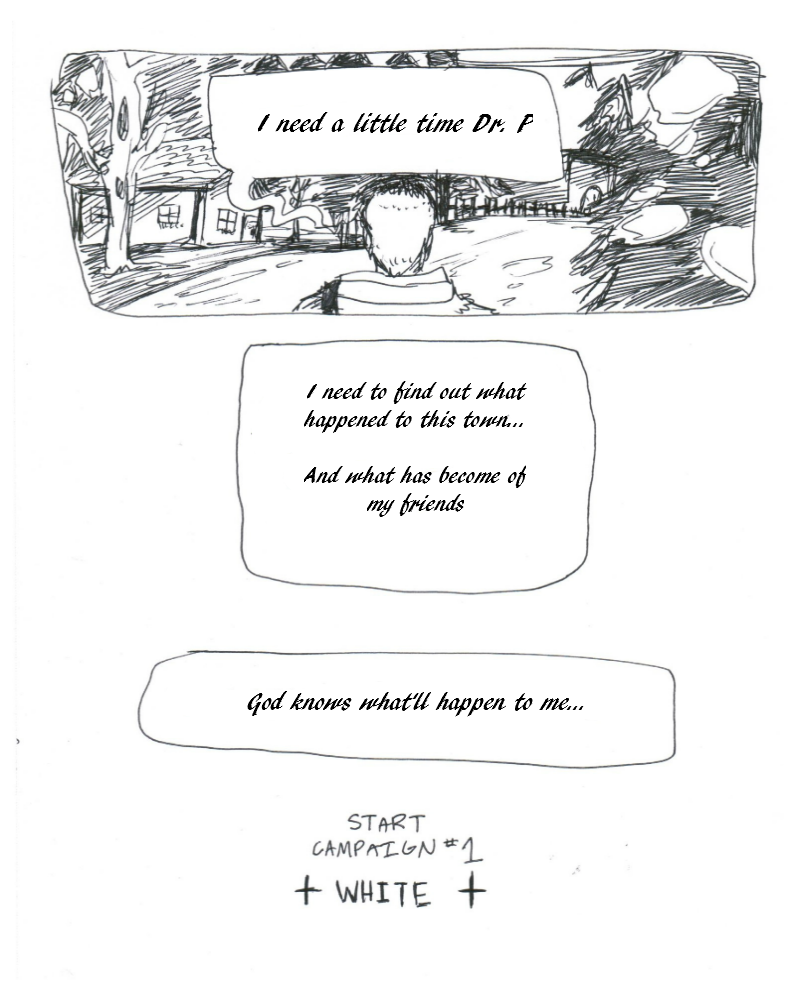 I need a little time Dr. P
I need to find out what
happened to this town...
And what has become of
my friends
God knows what'll happen to me...
START
CAMPAIGN #1
+ WHITE +